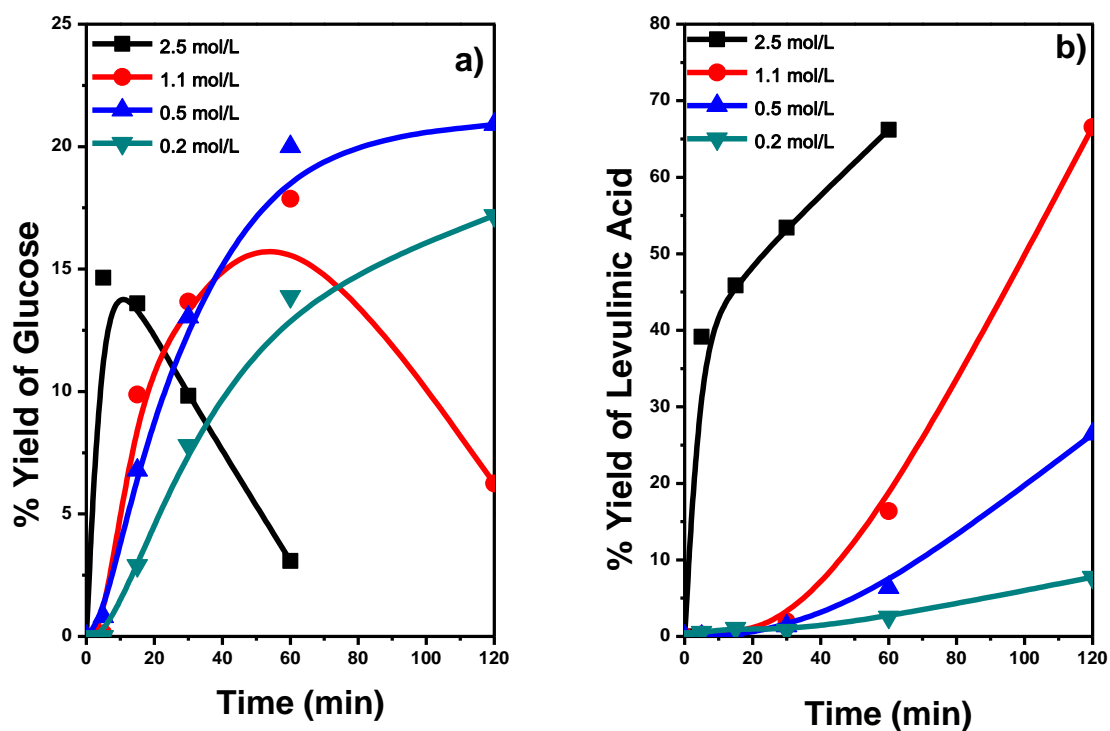 a)
2.5 mol/L
1.1 mol/L
0.5 mol/L
0.2 mol/L
% Yield of Glucose
25
20
15
10
5
0
0 20 40 60 80 100 120
Time (min)
b)
2.5 mol/L
1.1 mol/L
0.5 mol/L
0.2 mol/L
% Yield of Levulinic Acid
80
70
60
50
40
30
20
10
0
0 20 40 60 80 100 120
Time (min)